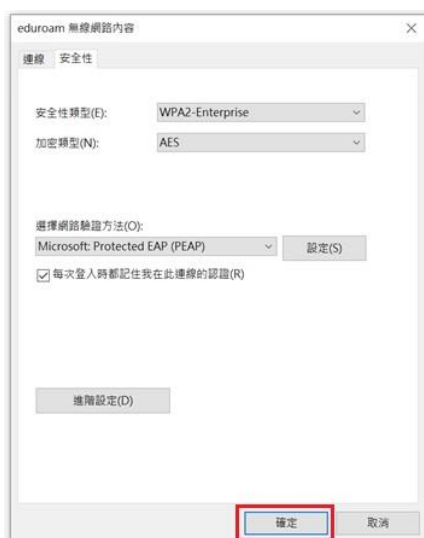 eduroam 無線網路內容
連線 安全性
安全性類型(E): WPA2-Enterprise
加密類型(N): AES
選擇網路驗證方法(O):
Microsoft: Protected EAP (PEAP) 設定(S)
每次登入時都記住我在此連線的認證(R)
進階設定(D)
確定 取消